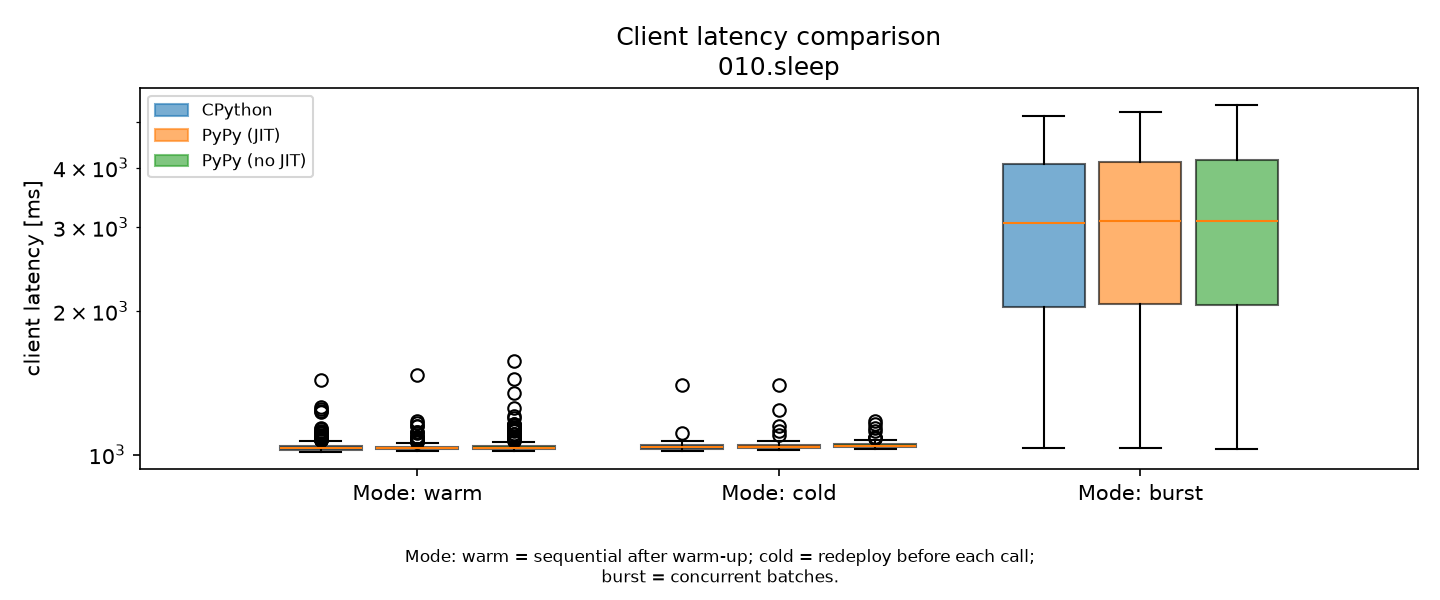 Client latency comparison
010.sleep
CPython
PyPy (JIT)
PyPy (no JIT)
client latency [ms]
4 × 10³
3 × 10³
2 × 10³
10³
Mode: warm
Mode: cold
Mode: burst
Mode: warm = sequential after warm-up; cold = redeploy before each call;
burst = concurrent batches.